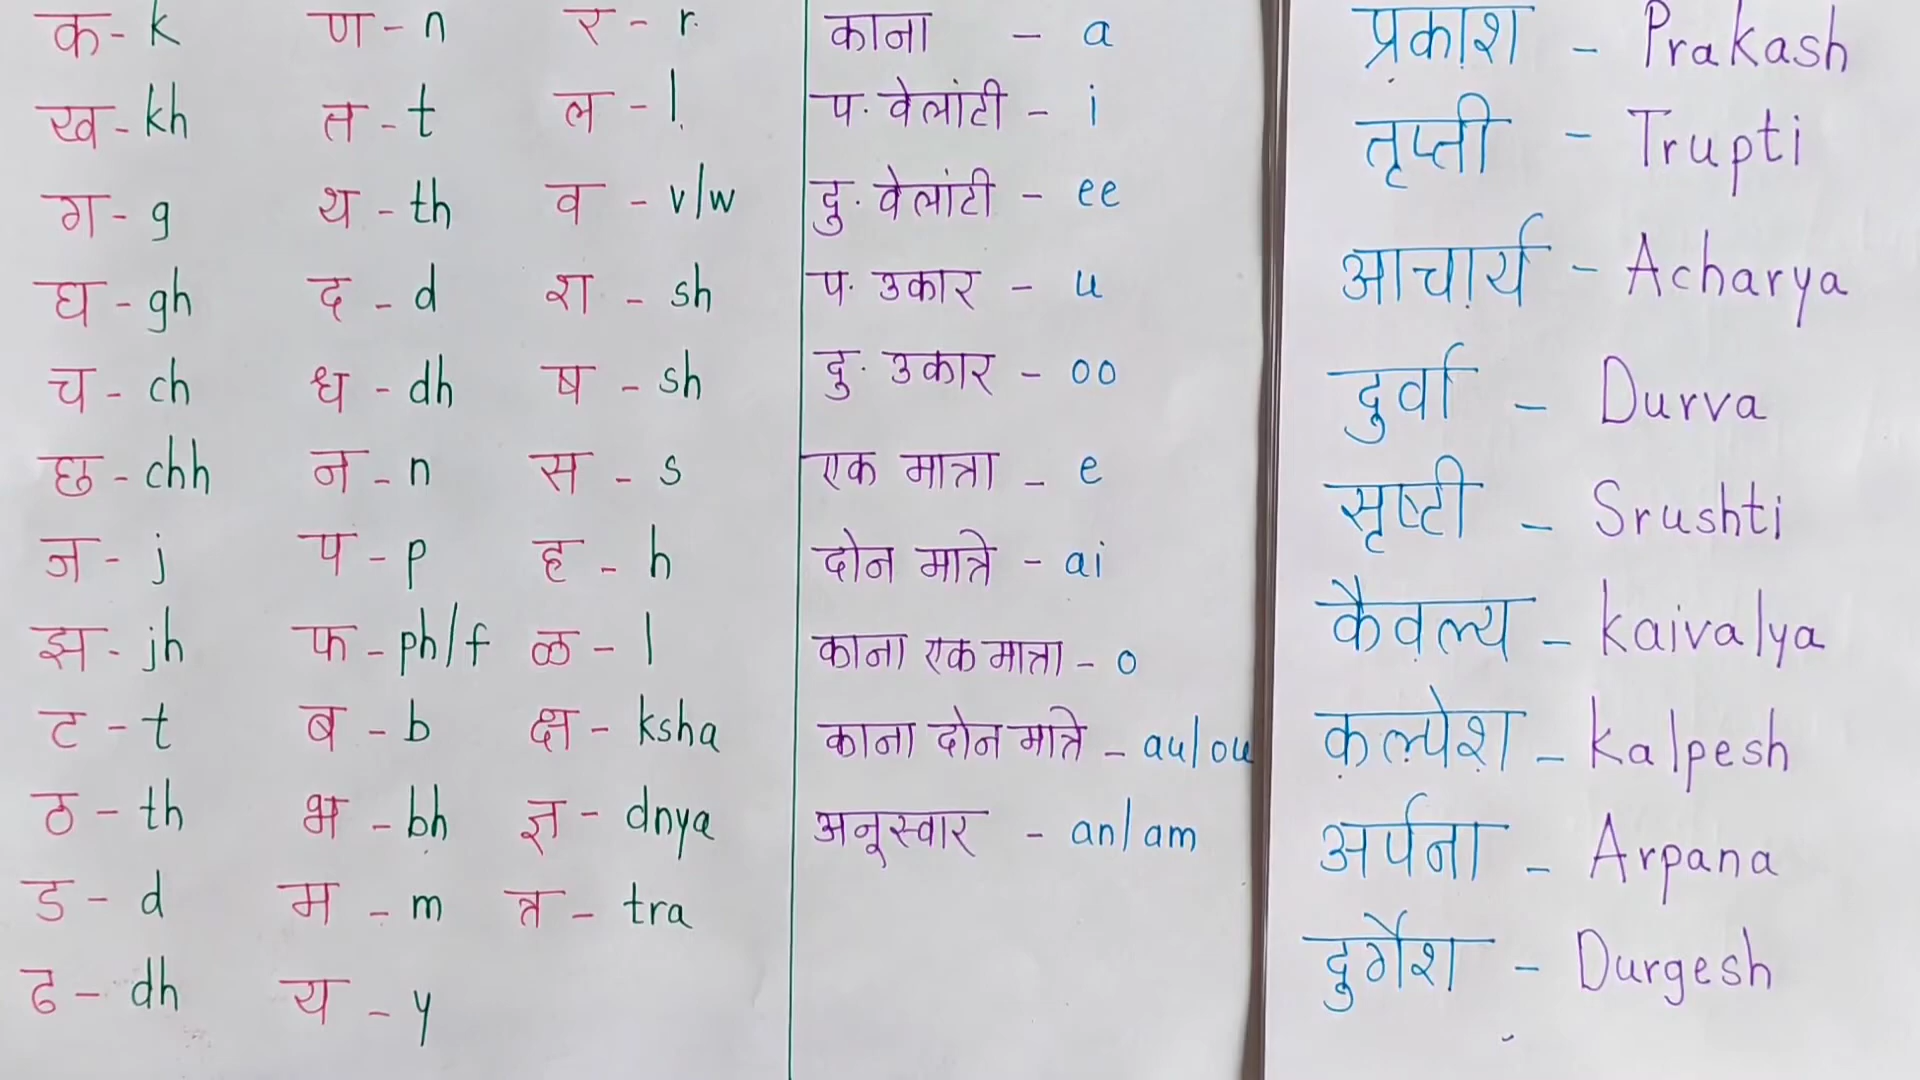 क - k ण - n र - r
ख - kh त - t ल - l
ग - g थ - th व - v/w
घ - gh द - d श - sh
च - ch ध - dh ष - sh
छ - chh न - n स - s
ज - j प - p ह - h
झ - jh फ - ph/f ळ - l
ट - t ब - b क्ष - ksha
ठ - th भ - bh ज्ञ - dnya
ड - d म - m त्र - tra
ढ - dh य - y
काना - a
प. वेलांटी - i
दु. वेलांटी - ee
प. उकार - u
दु. उकार - oo
एक मात्रा - e
दोन मात्रे - ai
काना एक मात्रा - o
काना दोन मात्रे - au/ou
अनूस्वार - an/am
प्रकाश - Prakash
तृप्ती - Trupti
आचार्य - Acharya
दुर्वा - Durva
सृष्टी - Srushti
कैवल्य - Kaivalya
कल्पेश - Kalpesh
अर्पना - Arpana
दुर्गेश - Durgesh